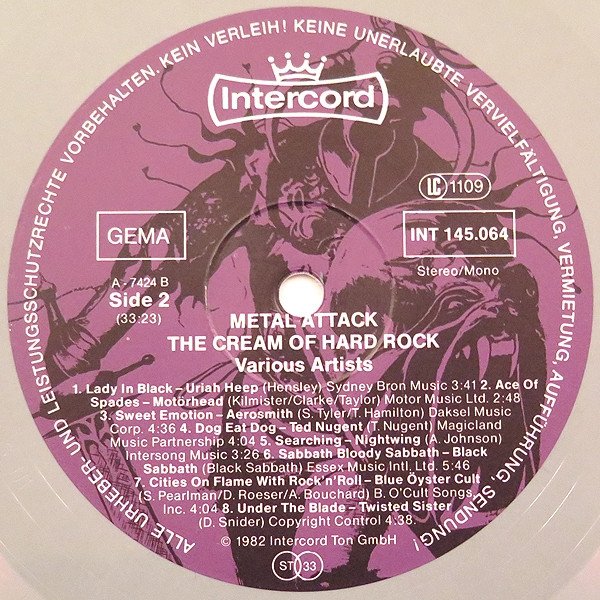 ALLE URHEBER- UND LEISTUNGSSCHUTZRECHTE VORBEHALTEN. KEIN VERLEIH! KEINE UNERLAUBTE VERVIELFÄLTIGUNG, VERMIETUNG, AUFFÜHRUNG, SENDUNG!
Intercord
LC 1109
GEMA
INT 145.064
Stereo/Mono
A - 7424 B
Side 2
(33:23)
METAL ATTACK
THE CREAM OF HARD ROCK
Various Artists
1. Lady In Black – Uriah Heep (Hensley) Sydney Bron Music 3:41 2. Ace Of
Spades – Motörhead (Kilmister/Clarke/Taylor) Motor Music Ltd. 2:48
3. Sweet Emotion – Aerosmith (S. Tyler/T. Hamilton) Daksel Music
Corp. 4:36 4. Dog Eat Dog – Ted Nugent (T. Nugent) Magicland
Music Partnership 4:04 5. Searching – Nightwing (A. Johnson)
Intersong Music 3:26 6. Sabbath Bloody Sabbath – Black
Sabbath (Black Sabbath) Essex Music Intl. Ltd. 5:46
7. Cities On Flame With Rock'n'Roll – Blue Öyster Cult
(S. Pearlman/D. Roeser/A. Bouchard) B. O'Cult Songs,
Inc. 4:04 8. Under The Blade – Twisted Sister
(D. Snider) Copyright Control 4:38.
℗ © 1982 Intercord Ton GmbH
ST 33